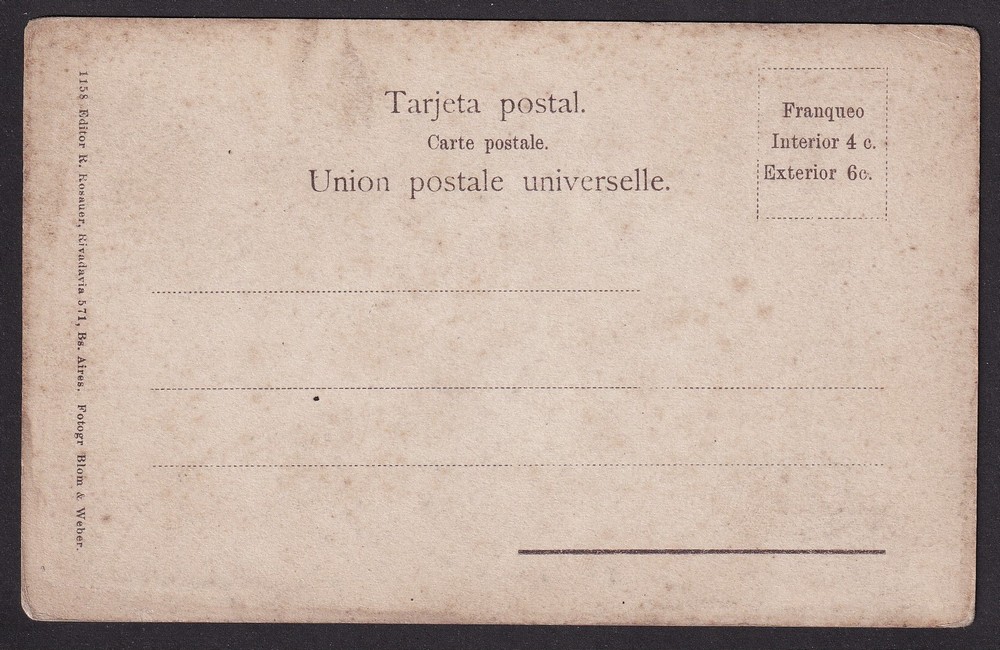 Tarjeta postal.
Carte postale.
Union postale universelle.
Franqueo
Interior 4 c.
Exterior 6c.
1158 Editor R. Rosauer, Rivadavia 571, Bs. Aires. Fotogr Blom & Weber.